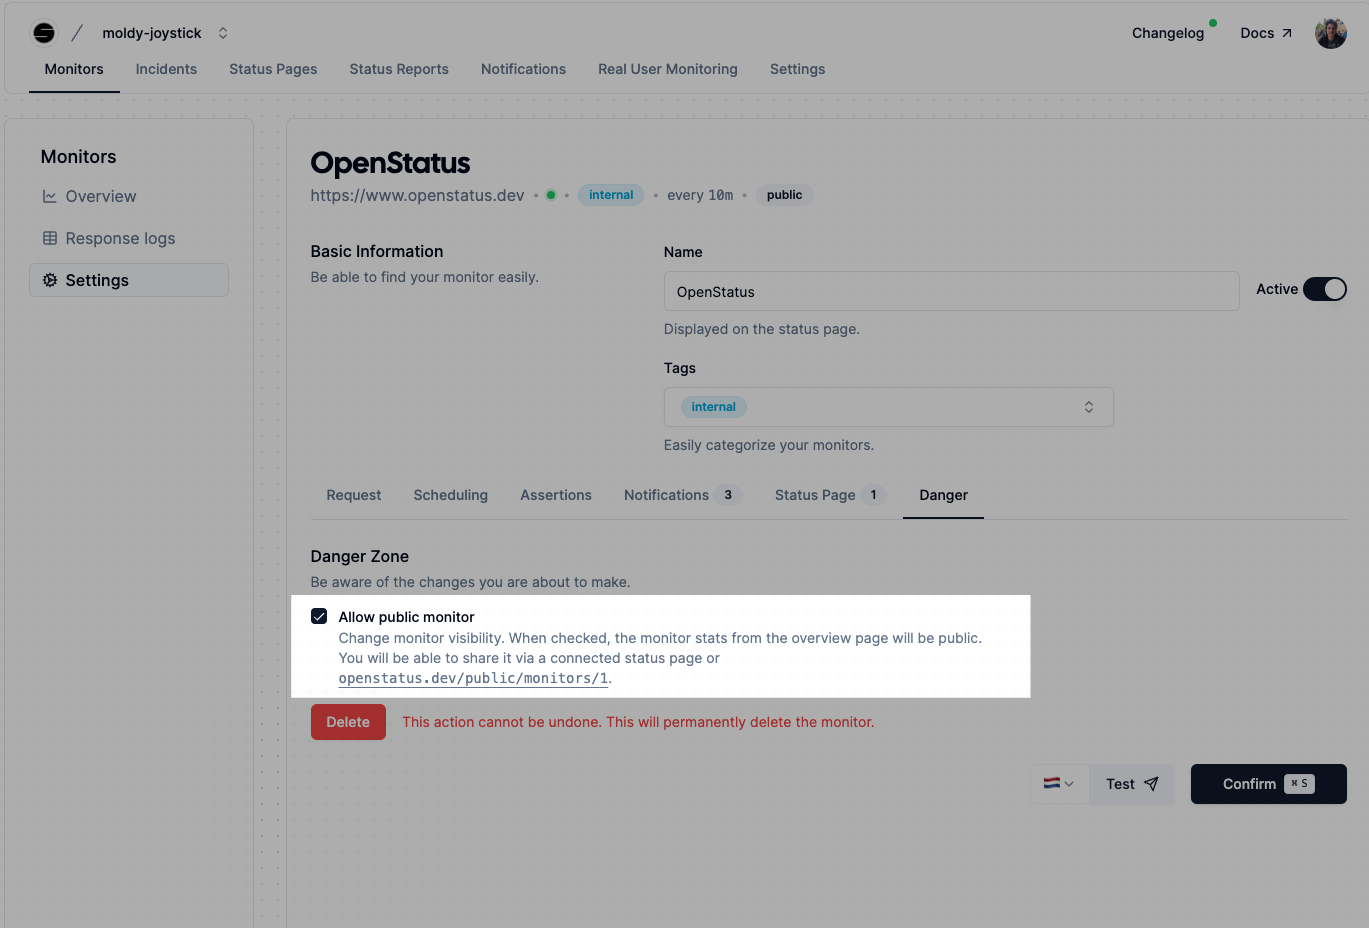 moldy-joystick
Changelog
Docs
Monitors
Incidents
Status Pages
Status Reports
Notifications
Real User Monitoring
Settings
Monitors
Overview
Response logs
Settings
OpenStatus
https://www.openstatus.dev • • internal • every 10m • public
Basic Information
Be able to find your monitor easily.
Name
OpenStatus
Active
Displayed on the status page.
Tags
internal
Easily categorize your monitors.
Request
Scheduling
Assertions
Notifications 3
Status Page 1
Danger
Danger Zone
Be aware of the changes you are about to make.
Allow public monitor
Change monitor visibility. When checked, the monitor stats from the overview page will be public.
You will be able to share it via a connected status page or
openstatus.dev/public/monitors/1.
Delete
This action cannot be undone. This will permanently delete the monitor.
Test
Confirm ⌘ S